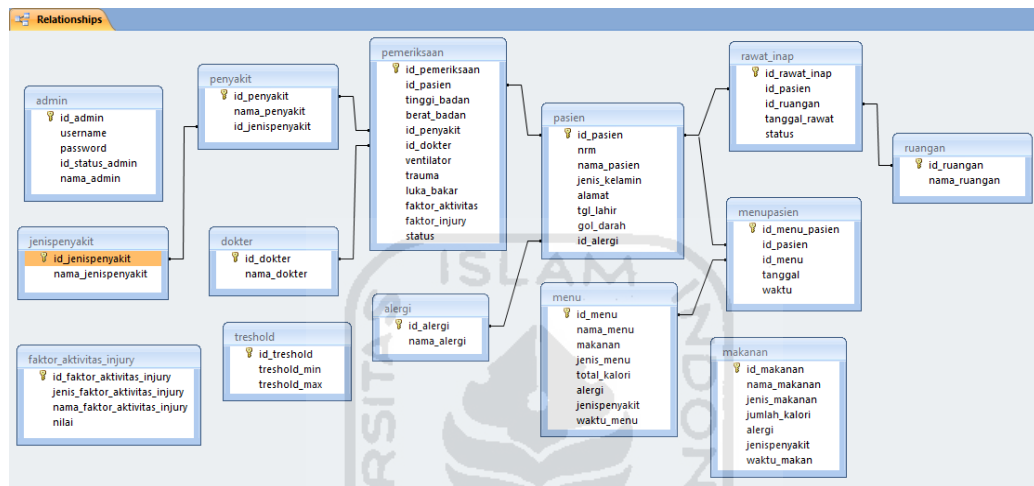 Relationships
admin
id_admin
username
password
id_status_admin
nama_admin
penyakit
id_penyakit
nama_penyakit
id_jenispenyakit
pemeriksaan
id_pemeriksaan
id_pasien
tinggi_badan
berat_badan
id_penyakit
id_dokter
ventilator
trauma
luka_bakar
faktor_aktivitas
faktor_injury
status
pasien
id_pasien
nrm
nama_pasien
jenis_kelamin
alamat
tgl_lahir
gol_darah
id_alergi
rawat_inap
id_rawat_inap
id_pasien
id_ruangan
tanggal_rawat
status
ruangan
id_ruangan
nama_ruangan
jenispenyakit
id_jenispenyakit
nama_jenispenyakit
dokter
id_dokter
nama_dokter
menupasien
id_menu_pasien
id_pasien
id_menu
tanggal
waktu
alergi
id_alergi
nama_alergi
menu
id_menu
nama_menu
makanan
jenis_menu
total_kalori
alergi
jenispenyakit
waktu_menu
faktor_aktivitas_injury
id_faktor_aktivitas_injury
jenis_faktor_aktivitas_injury
nama_faktor_aktivitas_injury
nilai
treshold
id_treshold
treshold_min
treshold_max
makanan
id_makanan
nama_makanan
jenis_makanan
jumlah_kalori
alergi
jenispenyakit
waktu_makan
ISLAM